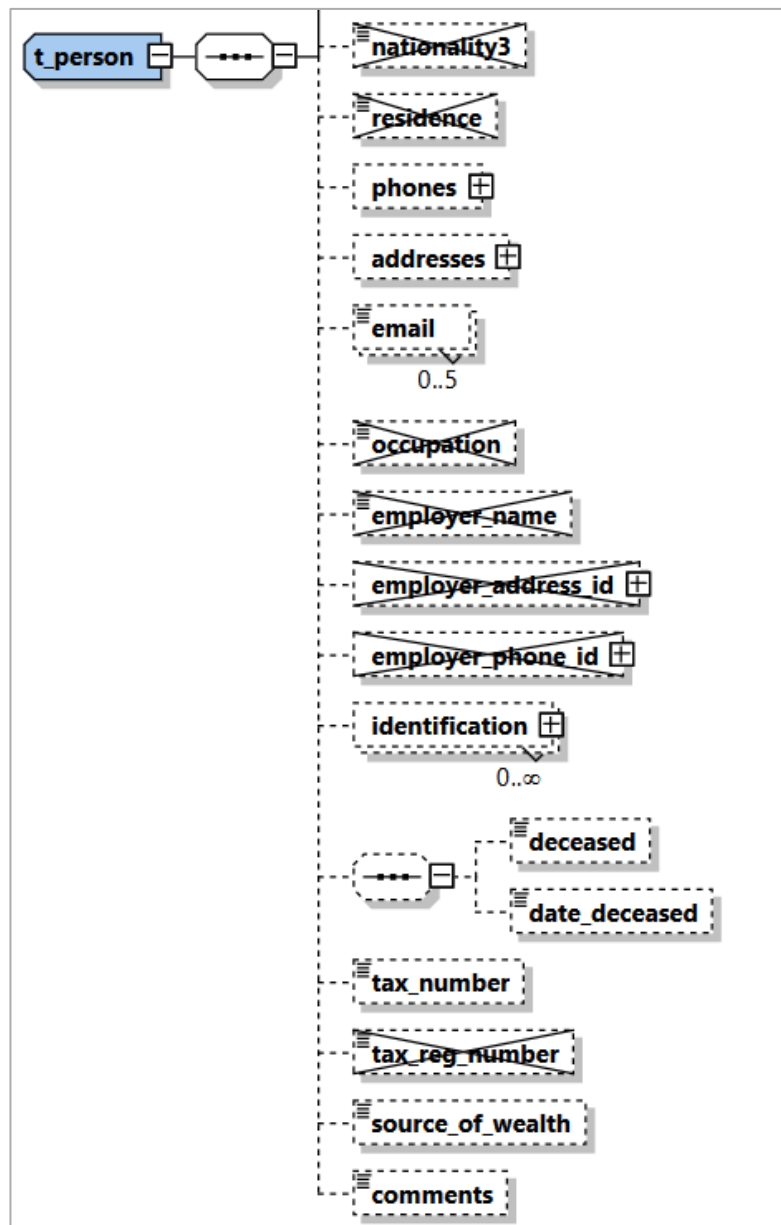 t_person
nationality3
residence
phones
addresses
email
0..5
occupation
employer_name
employer_address_id
employer_phone_id
identification
0..∞
deceased
date_deceased
tax_number
tax_reg_number
source_of_wealth
comments